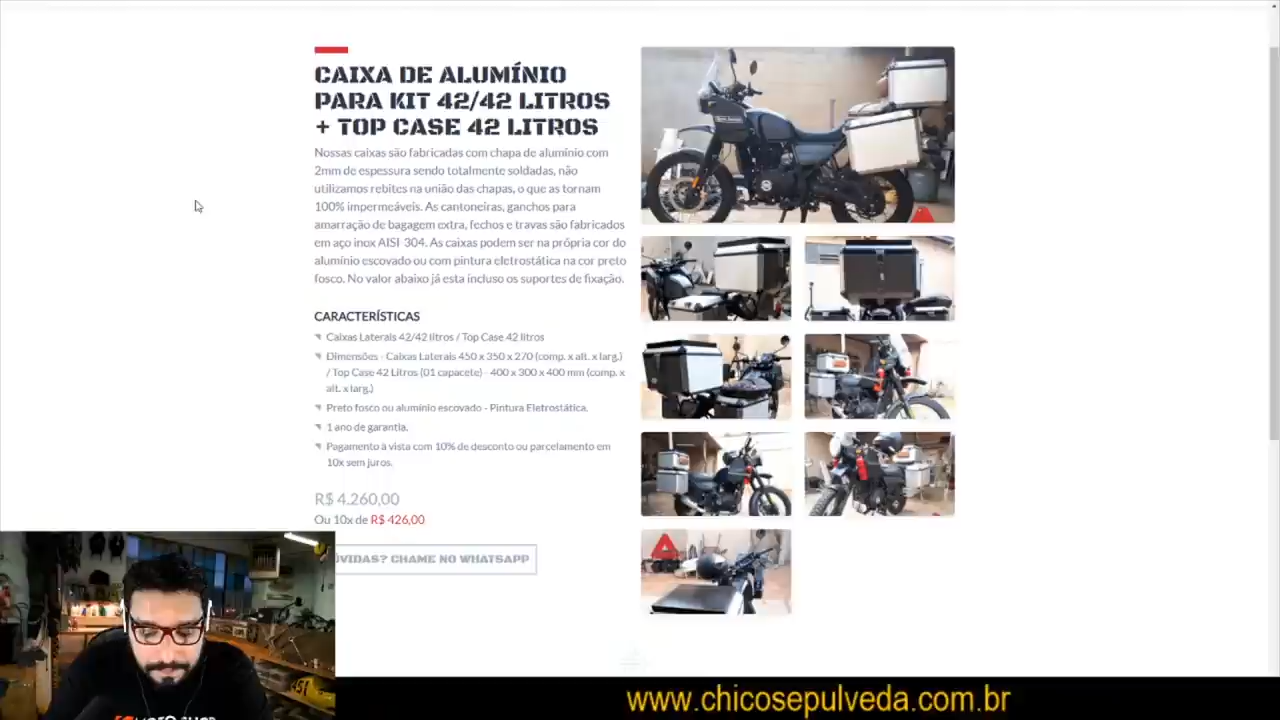 CAIXA DE ALUMÍNIO
PARA KIT 42/42 LITROS
+ TOP CASE 42 LITROS
Nossas caixas são fabricadas com chapa de alumínio com
2mm de espessura sendo totalmente soldadas, não
utilizamos rebites na união das chapas, o que as tornam
100% impermeáveis. As cantoneiras, ganchos para
amarração de bagagem extra, fechos e travas são fabricados
em aço inox AISI-304. As caixas podem ser na própria cor do
alumínio escovado ou com pintura eletrostática na cor preto
fosco. No valor abaixo já esta incluso os suportes de fixação.
CARACTERÍSTICAS
Caixas Laterais 42/42 litros / Top Case 42 litros
Dimensões - Caixas Laterais 450 x 350 x 270 (comp. x alt. x larg.)
/ Top Case 42 Litros (01 capacete) - 400 x 300 x 400 mm (comp. x
alt. x larg.)
Preto fosco ou alumínio escovado - Pintura Eletrostática.
1 ano de garantia.
Pagamento à vista com 10% de desconto ou parcelamento em
10x sem juros.
R$ 4.260,00
Ou 10x de R$ 426,00
ÚVIDAS? CHAME NO WHATSAPP
www.chicosepulveda.com.br